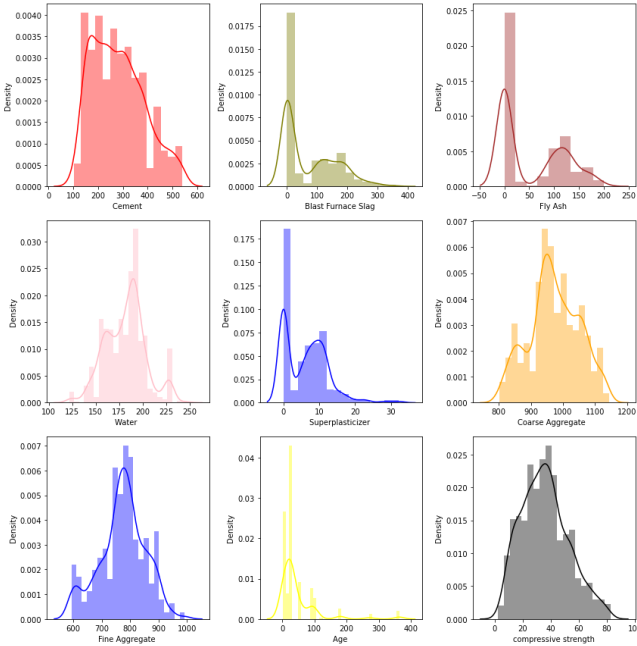 Density
0.0040
0.0035
0.0030
0.0025
0.0020
0.0015
0.0010
0.0005
0.0000
0 100 200 300 400 500 600
Cement
Density
0.0175
0.0150
0.0125
0.0100
0.0075
0.0050
0.0025
0.0000
0 100 200 300 400
Blast Furnace Slag
Density
0.025
0.020
0.015
0.010
0.005
0.000
−50 0 50 100 150 200 250
Fly Ash
Density
0.030
0.025
0.020
0.015
0.010
0.005
0.000
100 125 150 175 200 225 250
Water
Density
0.175
0.150
0.125
0.100
0.075
0.050
0.025
0.000
0 10 20 30
Superplasticizer
Density
0.007
0.006
0.005
0.004
0.003
0.002
0.001
0.000
800 900 1000 1100 1200
Coarse Aggregate
Density
0.007
0.006
0.005
0.004
0.003
0.002
0.001
0.000
600 700 800 900 1000
Fine Aggregate
Density
0.04
0.03
0.02
0.01
0.00
0 100 200 300 400
Age
Density
0.025
0.020
0.015
0.010
0.005
0.000
0 20 40 60 80
compressive strength